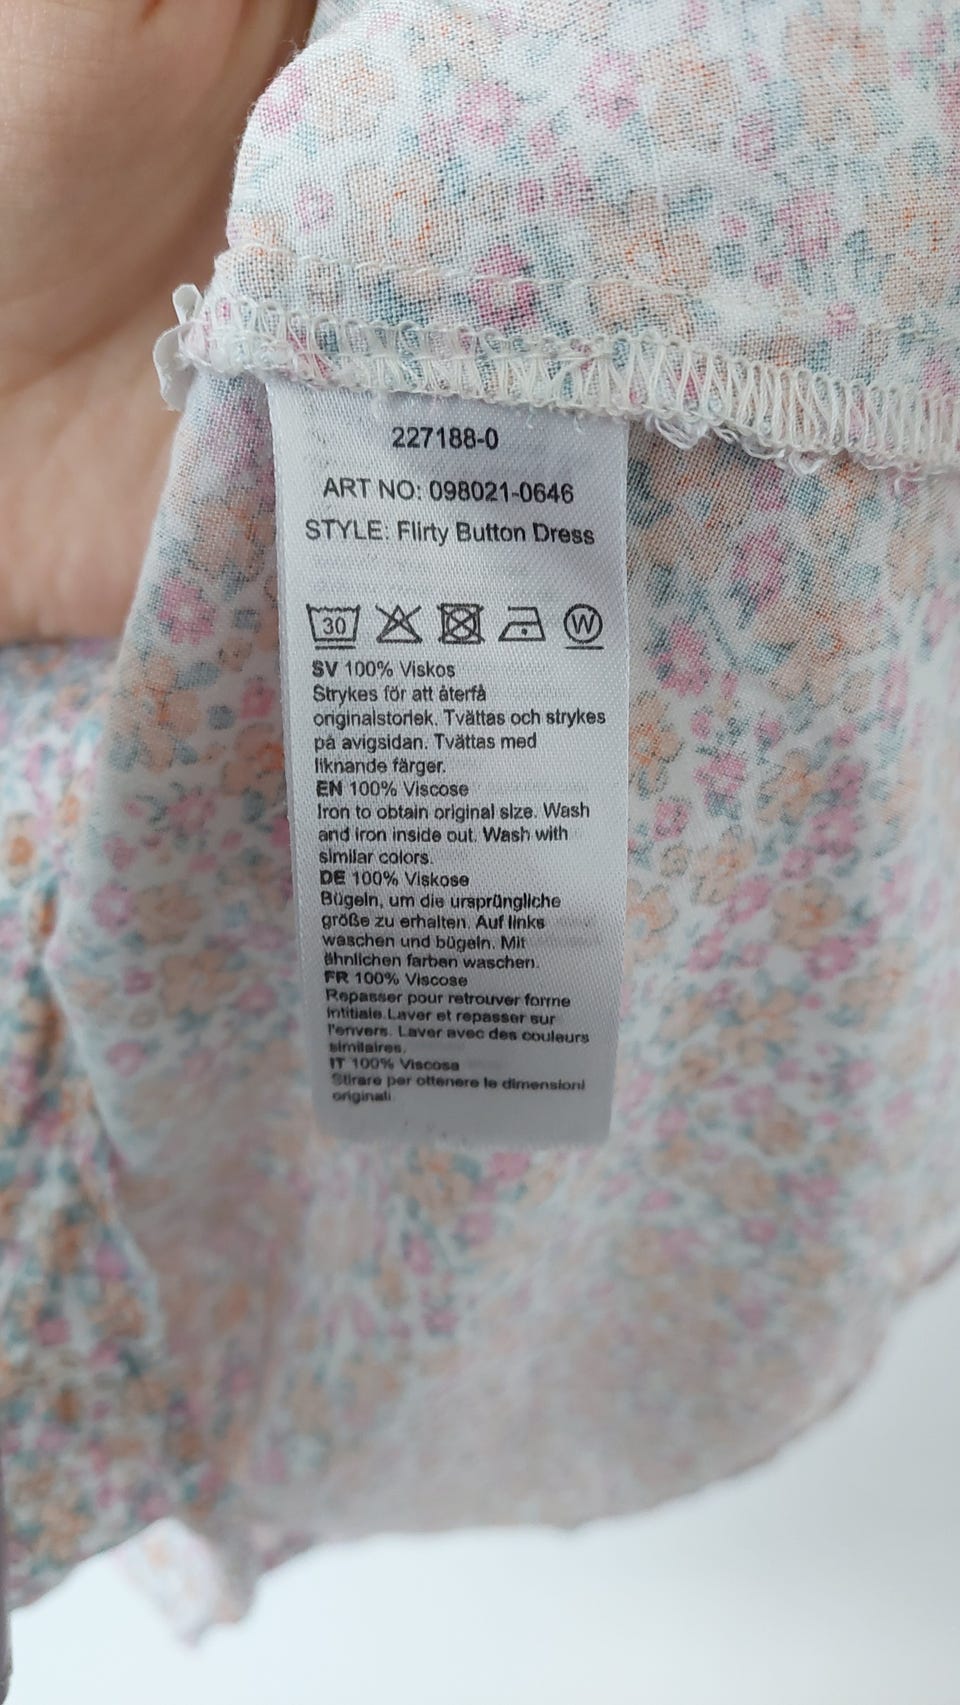 227188-0
ART NO: 098021-0646
STYLE: Flirty Button Dress
30 W
SV 100% Viskos
Strykes för att återfå
originalstorlek. Tvättas och strykes
på avigsidan. Tvättas med
liknande färger.
EN 100% Viscose
Iron to obtain original size. Wash
and iron inside out. Wash with
similar colors.
DE 100% Viskose
Bügeln, um die ursprüngliche
größe zu erhalten. Auf links
waschen und bügeln. Mit
ähnlichen farben waschen.
FR 100% Viscose
Repasser pour retrouver forme
intitiale.Laver et repasser sur
l'envers. Laver avec des couleurs
similaires.
IT 100% Viscosa
Stirare per ottenere le dimensioni
originali.